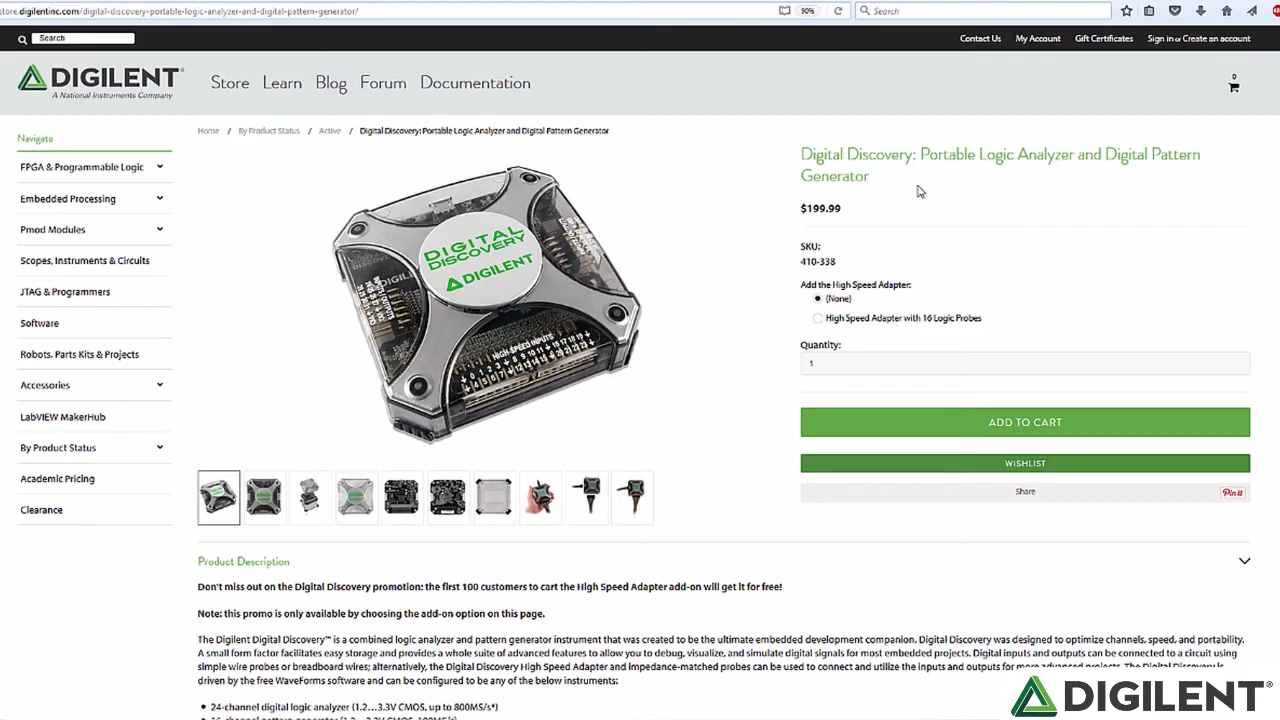 store.digilentinc.com/digital-discovery-portable-logic-analyzer-and-digital-pattern-generator/
90%
Search
Search
Contact Us
My Account
Gift Certificates
Sign in or Create an account
DIGILENT
A National Instruments Company
Store
Learn
Blog
Forum
Documentation
0
Navigate
FPGA & Programmable Logic
Embedded Processing
Pmod Modules
Scopes, Instruments & Circuits
JTAG & Programmers
Software
Robots, Parts Kits & Projects
Accessories
LabVIEW MakerHub
By Product Status
Academic Pricing
Clearance
Home / By Product Status / Active / Digital Discovery: Portable Logic Analyzer and Digital Pattern Generator
DIGITAL
DISCOVERY
DIGILENT
HIGH-SPEED INPUTS
Digital Discovery: Portable Logic Analyzer and Digital Pattern
Generator
$199.99
SKU:
410-338
Add the High Speed Adapter:
(None)
High Speed Adapter with 16 Logic Probes
Quantity:
1
ADD TO CART
WISHLIST
Share
Pin it
Product Description
Don't miss out on the Digital Discovery promotion: the first 100 customers to cart the High Speed Adapter add-on will get it for free!
Note: this promo is only available by choosing the add-on option on this page.
The Digilent Digital Discovery™ is a combined logic analyzer and pattern generator instrument that was created to be the ultimate embedded development companion. Digital Discovery was designed to optimize channels, speed, and portability.
A small form factor facilitates easy storage and provides a whole suite of advanced features to allow you to debug, visualize, and simulate digital signals for most embedded projects. Digital inputs and outputs can be connected to a circuit using
simple wire probes or breadboard wires; alternatively, the Digital Discovery High Speed Adapter and impedance-matched probes can be used to connect and utilize the inputs and outputs for more advanced projects. The Digital Discovery is
driven by the free WaveForms software and can be configured to be any of the below instruments:
24-channel digital logic analyzer (1.2...3.3V CMOS, up to 800MS/s*)
16-channel pattern generator (1.2...3.3V CMOS, 100MS/s)
DIGILENT